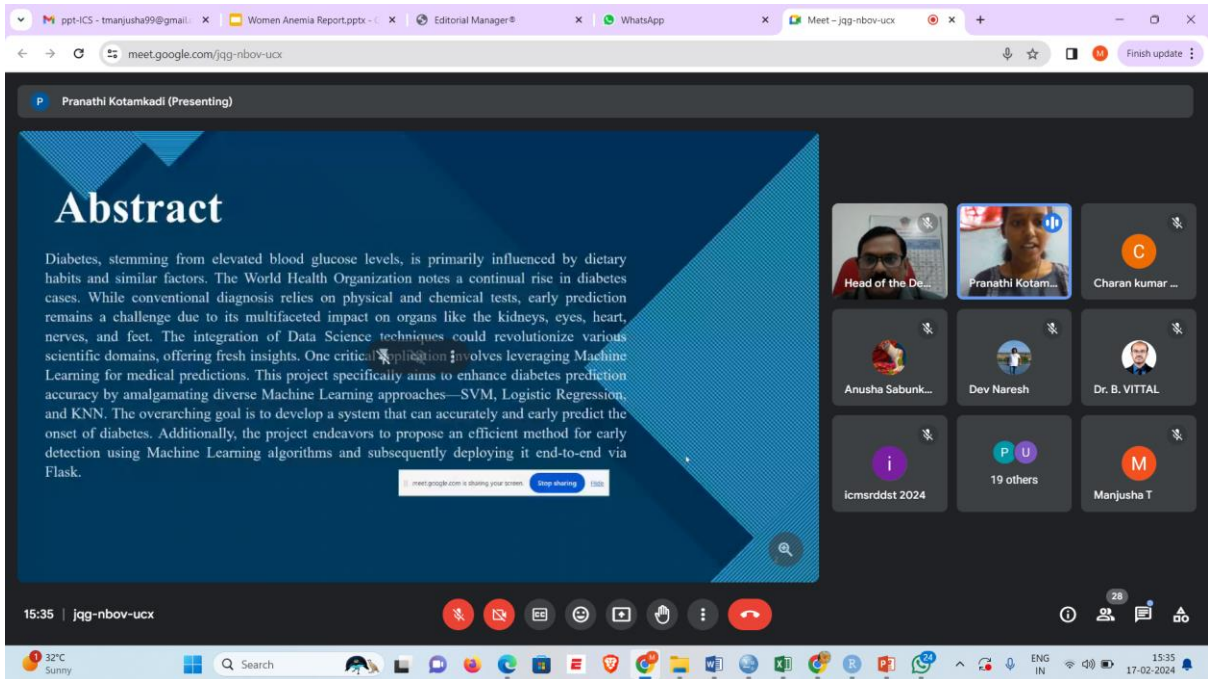 ppt-ICS - tmanjusha99@gmail.
Women Anemia Report.pptx -
Editorial Manager®
WhatsApp
Meet – jqg-nbov-ucx
meet.google.com/jqg-nbov-ucx
M
Finish update
P Pranathi Kotamkadi (Presenting)
Abstract
Diabetes, stemming from elevated blood glucose levels, is primarily influenced by dietary
habits and similar factors. The World Health Organization notes a continual rise in diabetes
cases. While conventional diagnosis relies on physical and chemical tests, early prediction
remains a challenge due to its multifaceted impact on organs like the kidneys, eyes, heart,
nerves, and feet. The integration of Data Science techniques could revolutionize various
scientific domains, offering fresh insights. One critical application involves leveraging Machine
Learning for medical predictions. This project specifically aims to enhance diabetes prediction
accuracy by amalgamating diverse Machine Learning approaches—SVM, Logistic Regression,
and KNN. The overarching goal is to develop a system that can accurately and early predict the
onset of diabetes. Additionally, the project endeavors to propose an efficient method for early
detection using Machine Learning algorithms and subsequently deploying it end-to-end via
Flask.
meet.google.com is sharing your screen. Stop sharing Hide
Head of the De...
Pranathi Kotam...
C
Charan kumar ...
Anusha Sabunk...
Dev Naresh
Dr. B. VITTAL
i
icmsrddst 2024
P U
19 others
M
Manjusha T
15:35 | jqg-nbov-ucx
28
32°C
Sunny
Search
24
ENG
IN
15:35
17-02-2024